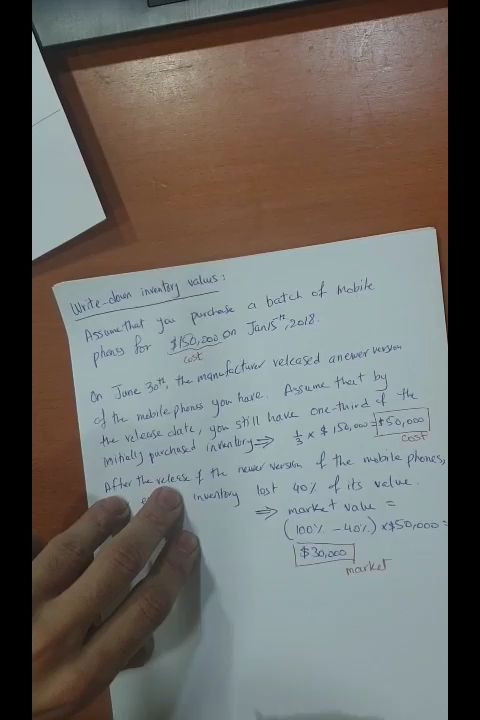 Write-down inventory values:
Assume that you purchase a batch of mobile
phones for $150,000 on Jan 15th, 2018.
cost
On June 30th, the manufacturer released a newer version
of the mobile phones you have. Assume that by
the release date, you still have one-third of the
initially purchased inventory ⇒ 1/3 × $150,000 = $50,000
cost
After the release of the newer version of the mobile phones,
inventory lost 40% of its value.
⇒ market value =
(100% - 40%) × $50,000 =
$30,000
market